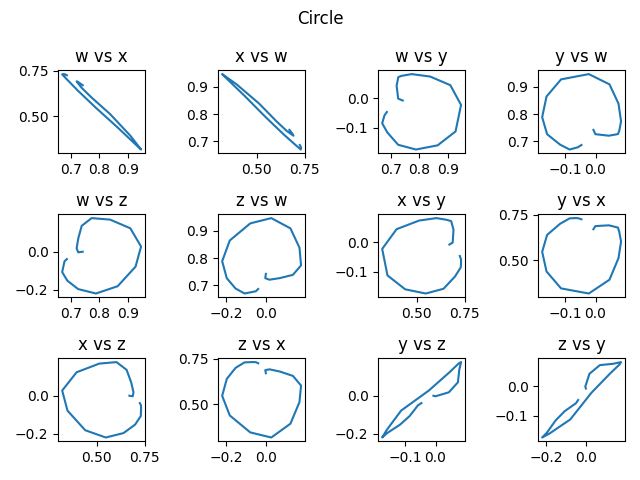 Circle
w vs x
x vs w
w vs y
y vs w
0.75
0.50
0.7 0.8 0.9
0.9
0.8
0.7
0.50 0.75
0.0
−0.1
0.7 0.8 0.9
0.9
0.8
0.7
−0.1 0.0
w vs z
z vs w
x vs y
y vs x
0.0
−0.2
0.7 0.8 0.9
0.9
0.8
0.7
−0.2 0.0
0.0
−0.1
0.50 0.75
0.75
0.50
−0.1 0.0
x vs z
z vs x
y vs z
z vs y
0.0
−0.2
0.50 0.75
0.75
0.50
−0.2 0.0
0.0
−0.2
−0.1 0.0
0.0
−0.1
−0.2 0.0